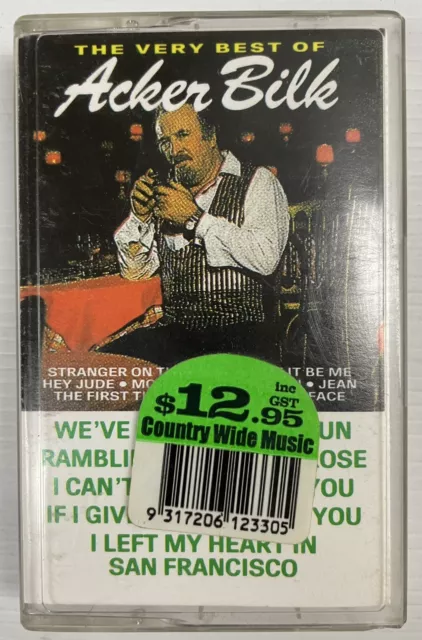 THE VERY BEST OF
Acker Bilk
STRANGER ON T IT BE ME
HEY JUDE • MO • JEAN
THE FIRST T FACE
$12.95 inc GST
Country Wide Music
9 317206 123305
WE'VE UN
RAMBLI OSE
I CAN'T YOU
IF I GIV YOU
I LEFT MY HEART IN
SAN FRANCISCO